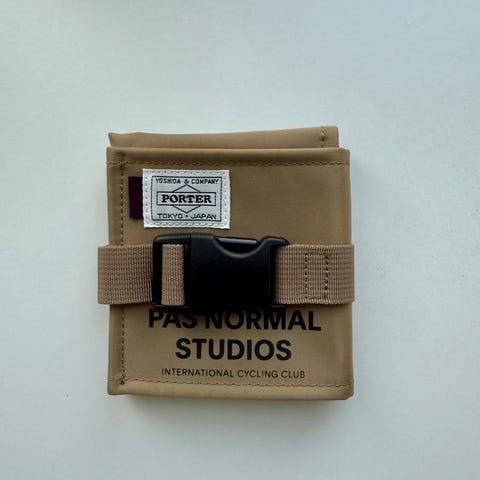 YOSHIDA & COMPANY
PORTER
TOKYO • JAPAN
PAS NORMAL
STUDIOS
INTERNATIONAL CYCLING CLUB